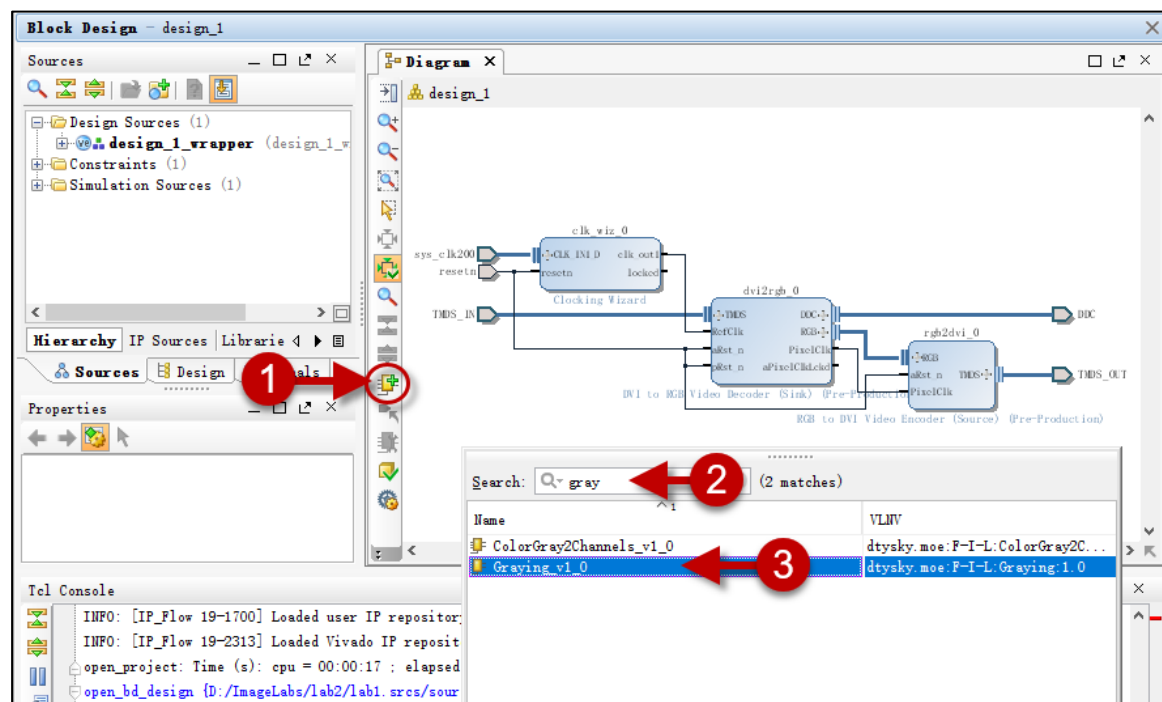 Block Design - design_1
Sources
Design Sources (1)
design_1_wrapper (design_1_w
Constraints (1)
Simulation Sources (1)
Hierarchy IP Sources Librarie
Sources Design als
1
Properties
Diagram
design_1
clk_wiz_0
sys_clk200
CLK_IN1_D clk_out1
resetn
resetn locked
Clocking Wizard
dvi2rgb_0
TMDS_IN
TMDS DDC
DDC
RefClk RGB
aRst_n PixelClk
pRst_n aPixelClkLckd
DVI to RGB Video Decoder (Sink) (Pre-Production)
rgb2dvi_0
RGB
aRst_n TMDS
TMDS_OUT
PixelClk
RGB to DVI Video Encoder (Source) (Pre-Production)
Search: gray 2 (2 matches)
Name 1 VLNV
ColorGray2Channels_v1_0 dtysky.moe:F-I-L:ColorGray2C...
Graying_v1_0 3 dtysky.moe:F-I-L:Graying:1.0
Tcl Console
INFO: [IP_Flow 19-1700] Loaded user IP repository
INFO: [IP_Flow 19-2313] Loaded Vivado IP reposit
open_project: Time (s): cpu = 00:00:17 ; elapsed
open_bd_design {D:/ImageLabs/lab2/lab1.srcs/sour